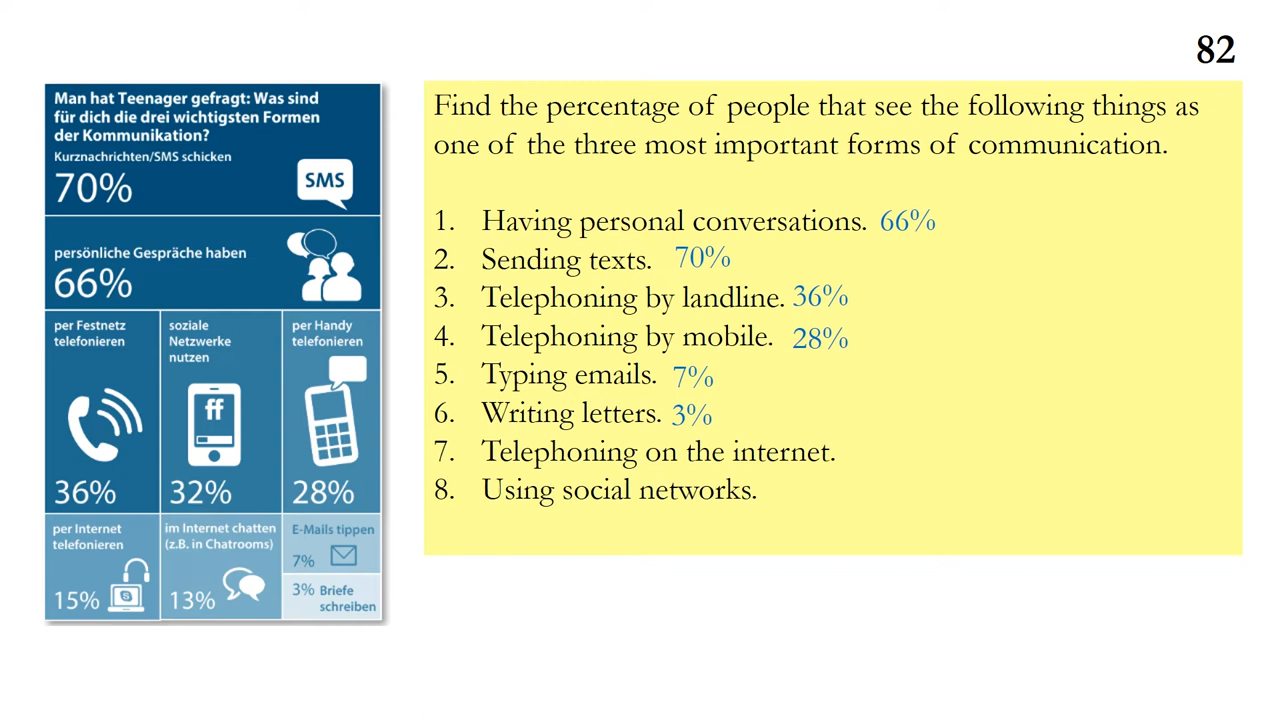 82
Man hat Teenager gefragt: Was sind
für dich die drei wichtigsten Formen
der Kommunikation?
Kurznachrichten/SMS schicken
70%
SMS
persönliche Gespräche haben
66%
per Festnetz
telefonieren
36%
soziale
Netzwerke
nutzen
ff
32%
per Handy
telefonieren
28%
per Internet
telefonieren
15%
S
im Internet chatten
(z.B. in Chatrooms)
13%
E-Mails tippen
7%
3% Briefe
schreiben
Find the percentage of people that see the following things as
one of the three most important forms of communication.
1. Having personal conversations. 66%
2. Sending texts. 70%
3. Telephoning by landline. 36%
4. Telephoning by mobile. 28%
5. Typing emails. 7%
6. Writing letters. 3%
7. Telephoning on the internet.
8. Using social networks.